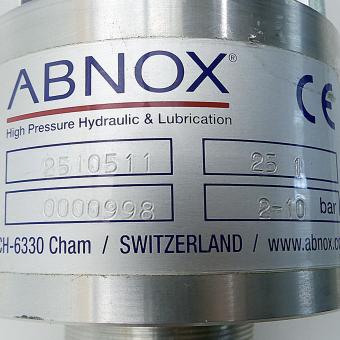 ABNOX®
CE
High Pressure Hydraulic & Lubrication
2510511 25 1
0000998 2-10 bar
CH-6330 Cham / SWITZERLAND / www.abnox.